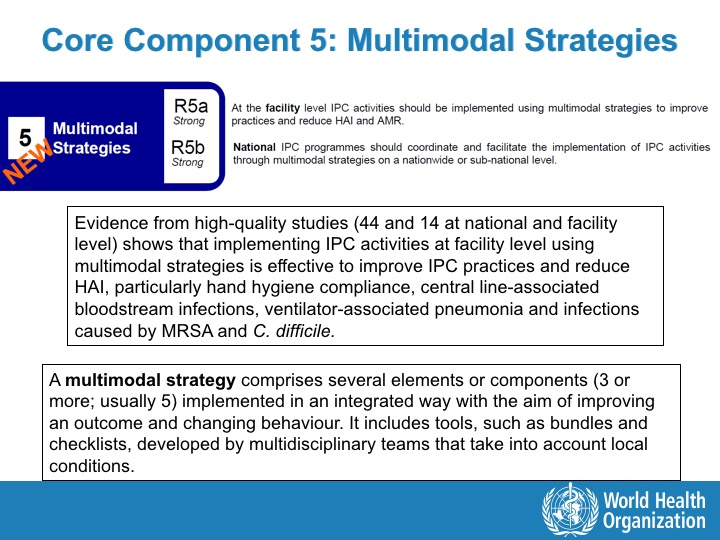 Core Component 5: Multimodal Strategies
5
NEW
Multimodal
Strategies
R5a
Strong
R5b
Strong
At the facility level IPC activities should be implemented using multimodal strategies to improve
practices and reduce HAI and AMR.
National IPC programmes should coordinate and facilitate the implementation of IPC activities
through multimodal strategies on a nationwide or sub-national level.
Evidence from high-quality studies (44 and 14 at national and facility
level) shows that implementing IPC activities at facility level using
multimodal strategies is effective to improve IPC practices and reduce
HAI, particularly hand hygiene compliance, central line-associated
bloodstream infections, ventilator-associated pneumonia and infections
caused by MRSA and C. difficile.
A multimodal strategy comprises several elements or components (3 or
more; usually 5) implemented in an integrated way with the aim of improving
an outcome and changing behaviour. It includes tools, such as bundles and
checklists, developed by multidisciplinary teams that take into account local
conditions.
World Health
Organization